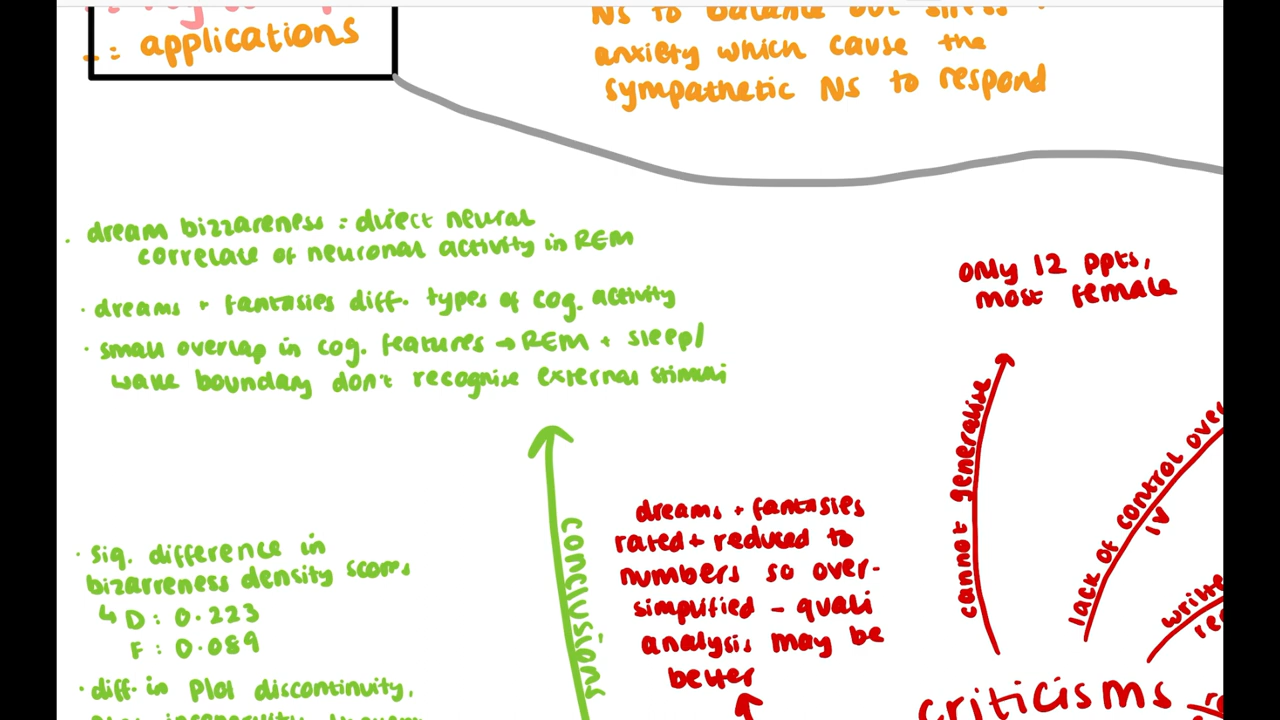 applications
NS to balance out stress +
anxiety which cause the
sympathetic NS to respond
· dream bizzareness = direct neural
correlate of neuronal activity in REM
· dreams + fantasies diff. types of cog. activity
· small overlap in cog. features → REM + sleep/
wake boundary don't recognise external stimuli
only 12 ppts,
most female
cannot generalise
lack of control over
IV
conclusions
dreams + fantasies
rated + reduced to
numbers so over-
simplified - quali
analysis may be
better
· sig. difference in
bizarreness density scores
↳ D: 0.223
F: 0.089
· diff. in plot discontinuity,
criticisms